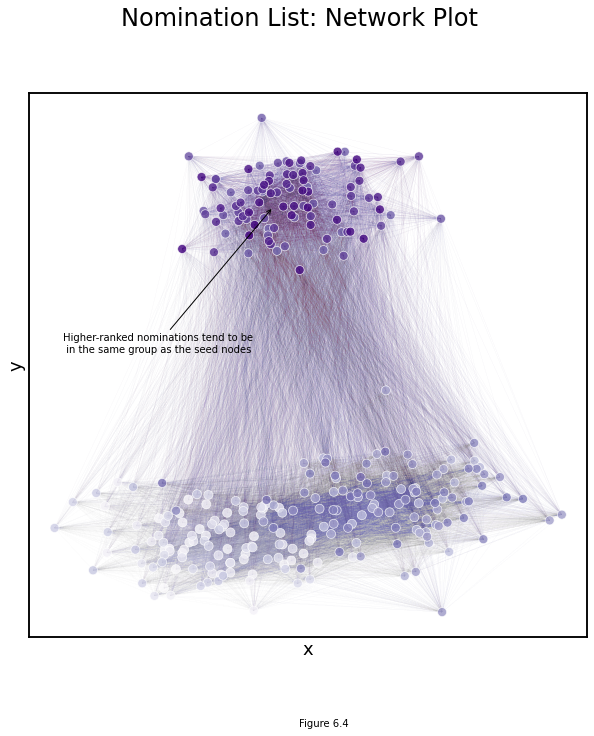 Nomination List: Network Plot
Higher-ranked nominations tend to be
in the same group as the seed nodes
y
x
Figure 6.4